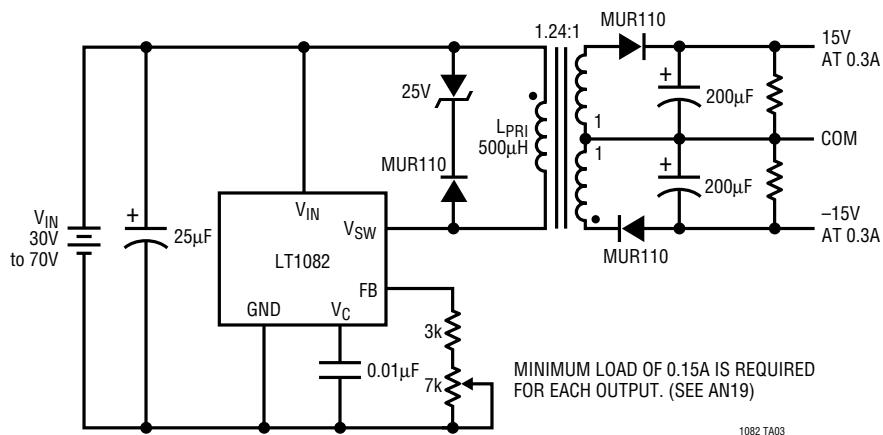 1.24:1
MUR110
15V
AT 0.3A
25V
+
200µF
LPRI
500µH
1
COM
MUR110
1
+
200µF
VIN
30V
to 70V
+
25µF
VIN
VSW
–15V
AT 0.3A
LT1082
MUR110
FB
GND
VC
3k
0.01µF
7k
MINIMUM LOAD OF 0.15A IS REQUIRED
FOR EACH OUTPUT. (SEE AN19)
1082 TA03